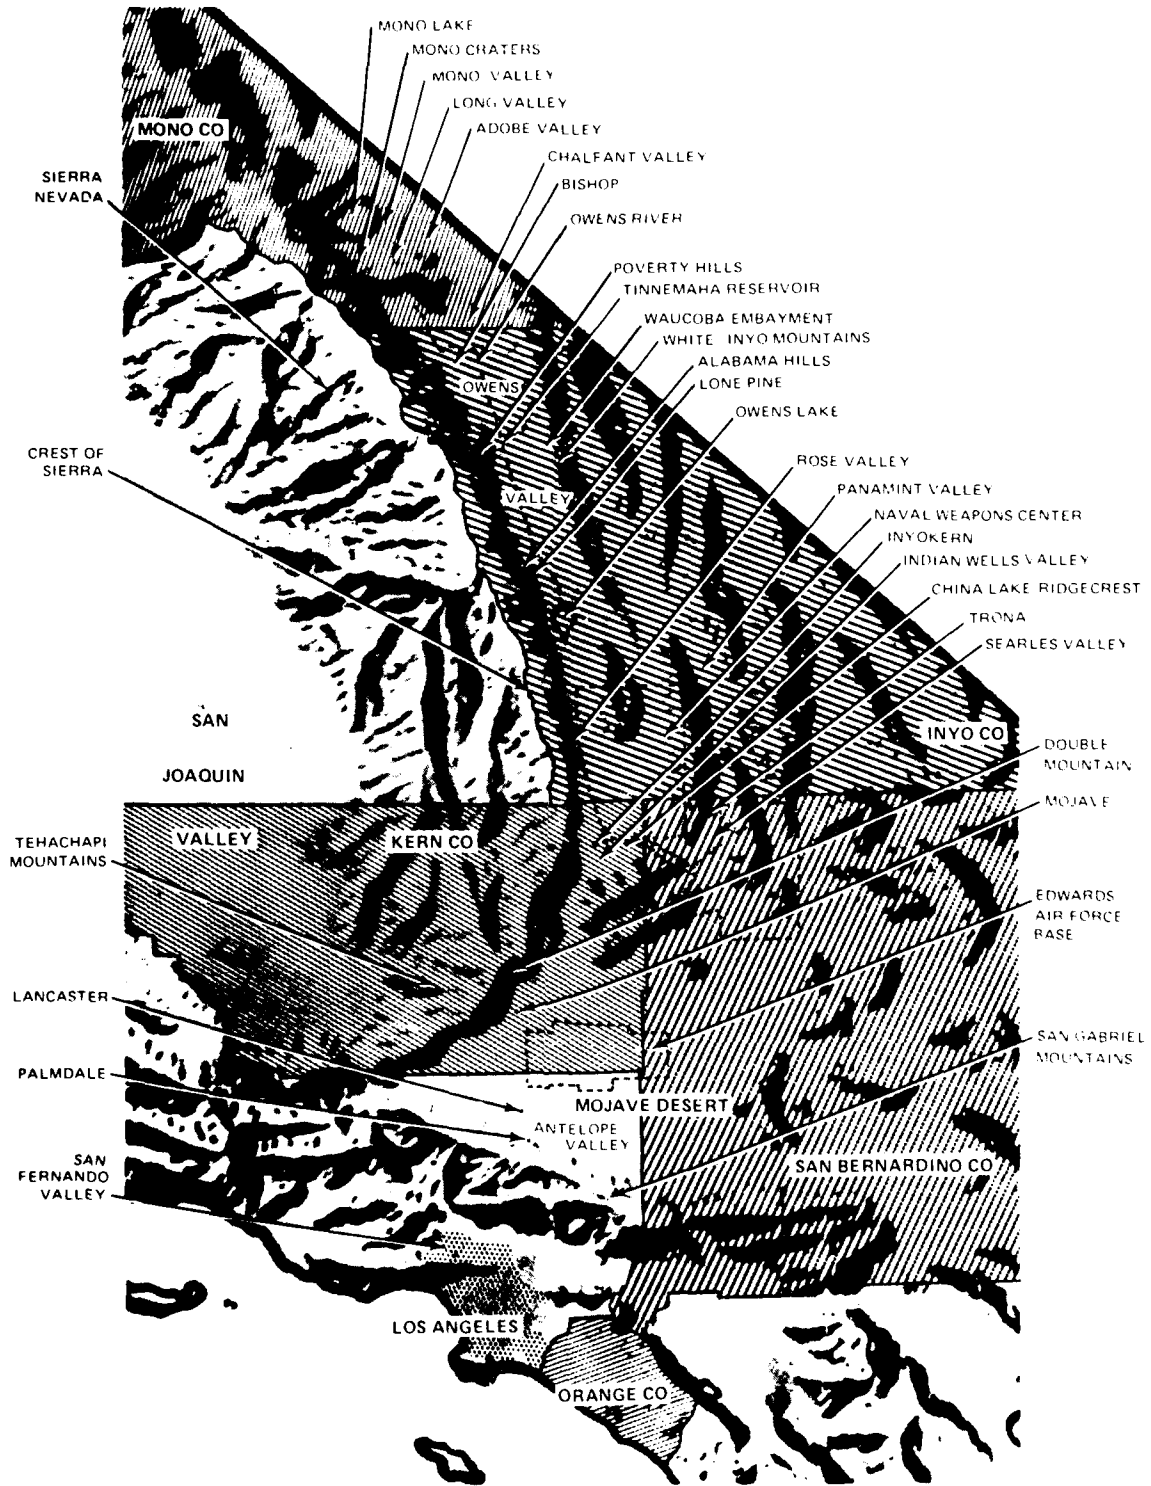 MONO LAKE
MONO CRATERS
MONO VALLEY
LONG VALLEY
MONO CO
ADOBE VALLEY
CHALFANT VALLEY
SIERRA
NEVADA
BISHOP
OWENS RIVER
POVERTY HILLS
TINNEMAHA RESERVOIR
WAUCOBA EMBAYMENT
WHITE INYO MOUNTAINS
ALABAMA HILLS
LONE PINE
OWENS
OWENS LAKE
CREST OF
SIERRA
ROSE VALLEY
PANAMINT VALLEY
VALLEY
NAVAL WEAPONS CENTER
INYOKERN
INDIAN WELLS VALLEY
CHINA LAKE RIDGECREST
TRONA
SEARLES VALLEY
SAN
JOAQUIN
VALLEY
INYO CO
DOUBLE
MOUNTAIN
MOJAVE
KERN CO
TEHACHAPI
MOUNTAINS
EDWARDS
AIR FORCE
BASE
LANCASTER
SAN GABRIEL
MOUNTAINS
PALMDALE
MOJAVE DESERT
ANTELOPE
VALLEY
SAN
FERNANDO
VALLEY
SAN BERNARDINO CO
LOS ANGELES
ORANGE CO